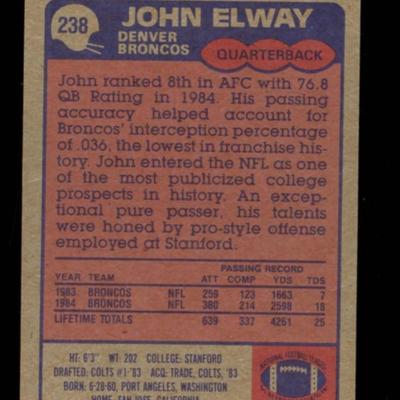 238
JOHN ELWAY
DENVER
BRONCOS
QUARTERBACK
John ranked 8th in AFC with 76.8
QB Rating in 1984. His passing
accuracy helped account for
Broncos' interception percentage
of .036, the lowest in franchise his-
tory. John entered the NFL as one
of the most publicized college
prospects in history. An excep-
tional pure passer, his talents
were honed by pro-style offense
employed at Stanford.
PASSING RECORD
YEAR TEAM ATT COMP YDS TDS
1983 BRONCOS NFL 259 123 1663 7
1984 BRONCOS NFL 380 214 2598 18
LIFETIME TOTALS 639 337 4261 25
HT: 6'3" WT: 202 COLLEGE: STANFORD
DRAFTED: COLTS #1-'83 ACQ: TRADE, COLTS, '83
BORN: 6-28-60, PORT ANGELES, WASHINGTON
HOME: SAN JOSE, CALIFORNIA